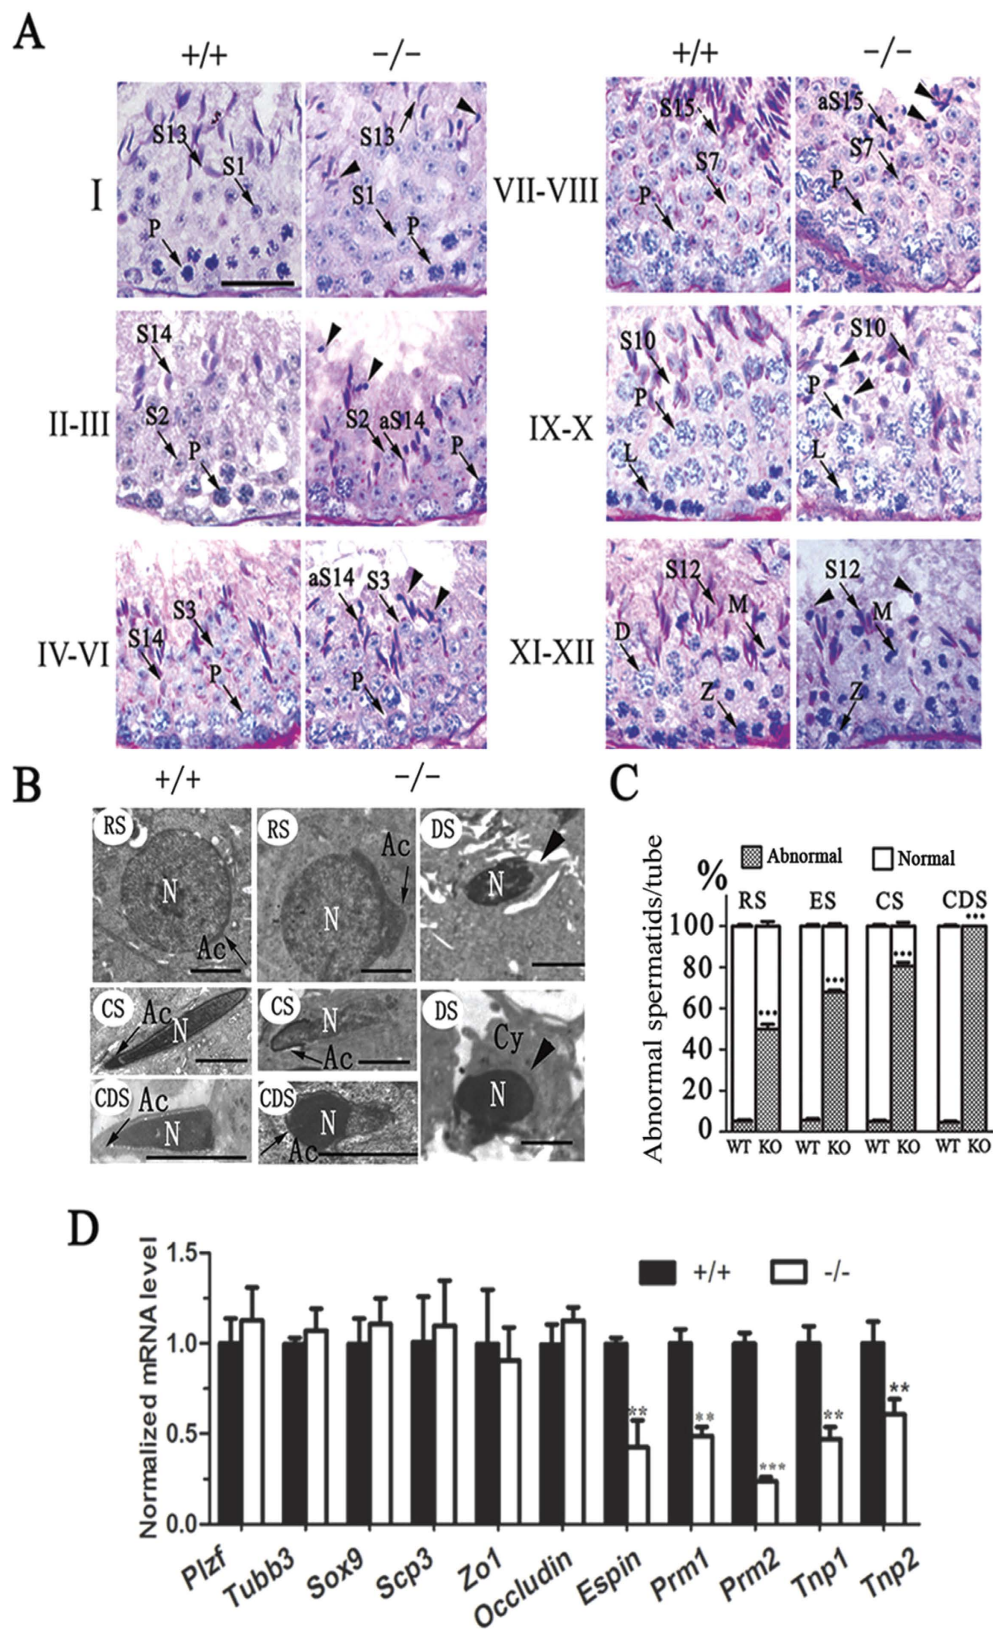 A
+/+ −/− +/+ −/−
I
S13
S1
P
S13
S1
P
VII-VIII
S15
S7
P
aS15
S7
P
II-III
S14
S2
P
S2
aS14
P
IX-X
S10
P
L
S10
P
L
IV-VI
S3
S14
P
aS14
S3
P
XI-XII
S12
M
D
Z
S12
M
Z
B
+/+ −/−
RS
N
Ac
RS
Ac
N
DS
N
CS
Ac
N
CS
N
Ac
DS
Cy
N
CDS
Ac
N
CDS
Ac
C
Abnormal Normal
%
Abnormal spermatids/tube
RS ES CS CDS
100
80
60
40
20
0
•••
•••
•••
•••
WT KO WT KO WT KO WT KO
D
Normalized mRNA level
+/+ -/-
1.5
1.0
0.5
0.0
** ** *** ** **
Plzf Tubb3 Sox9 Scp3 Zo1 Occludin Espin Prm1 Prm2 Tnp1 Tnp2